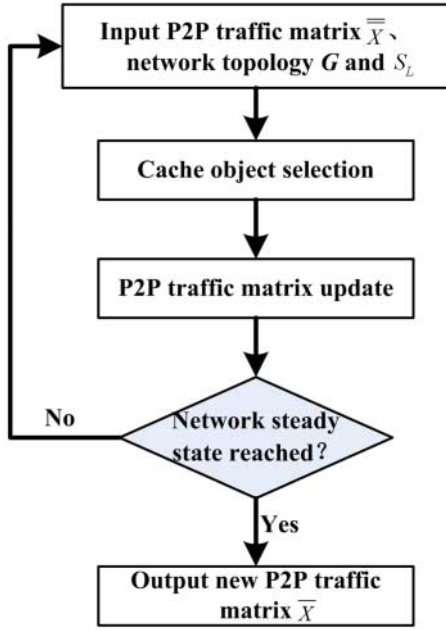 Input P2P traffic matrix X̿、
network topology G and S_L
Cache object selection
P2P traffic matrix update
Network steady
state reached?
No
Yes
Output new P2P traffic
matrix X̅